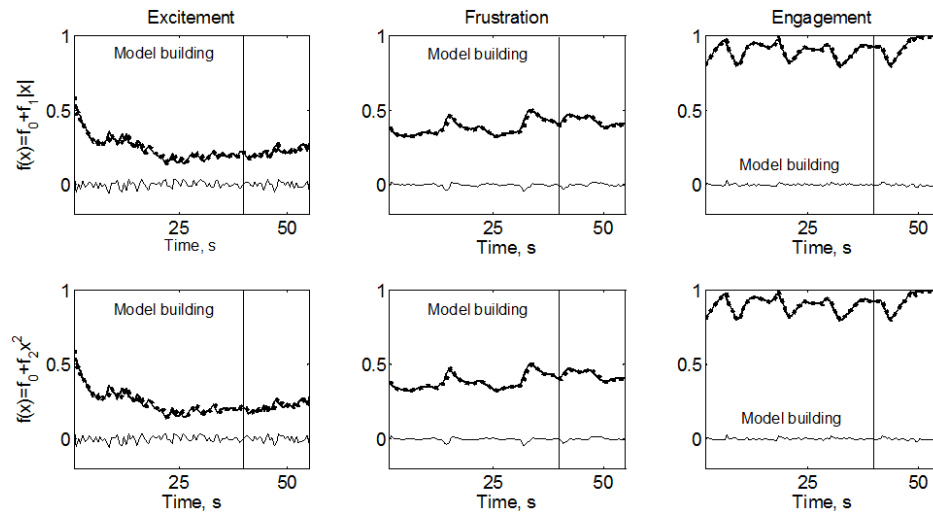 Excitement
Frustration
Engagement
f(x)=f₀+f₁|x|
1
0.5
0
Model building
25
50
Time, s
1
0.5
0
Model building
25
50
Time, s
1
0.5
0
Model building
25
50
Time, s
f(x)=f₀+f₂x²
1
0.5
0
Model building
25
50
Time, s
1
0.5
0
Model building
25
50
Time, s
1
0.5
0
Model building
25
50
Time, s